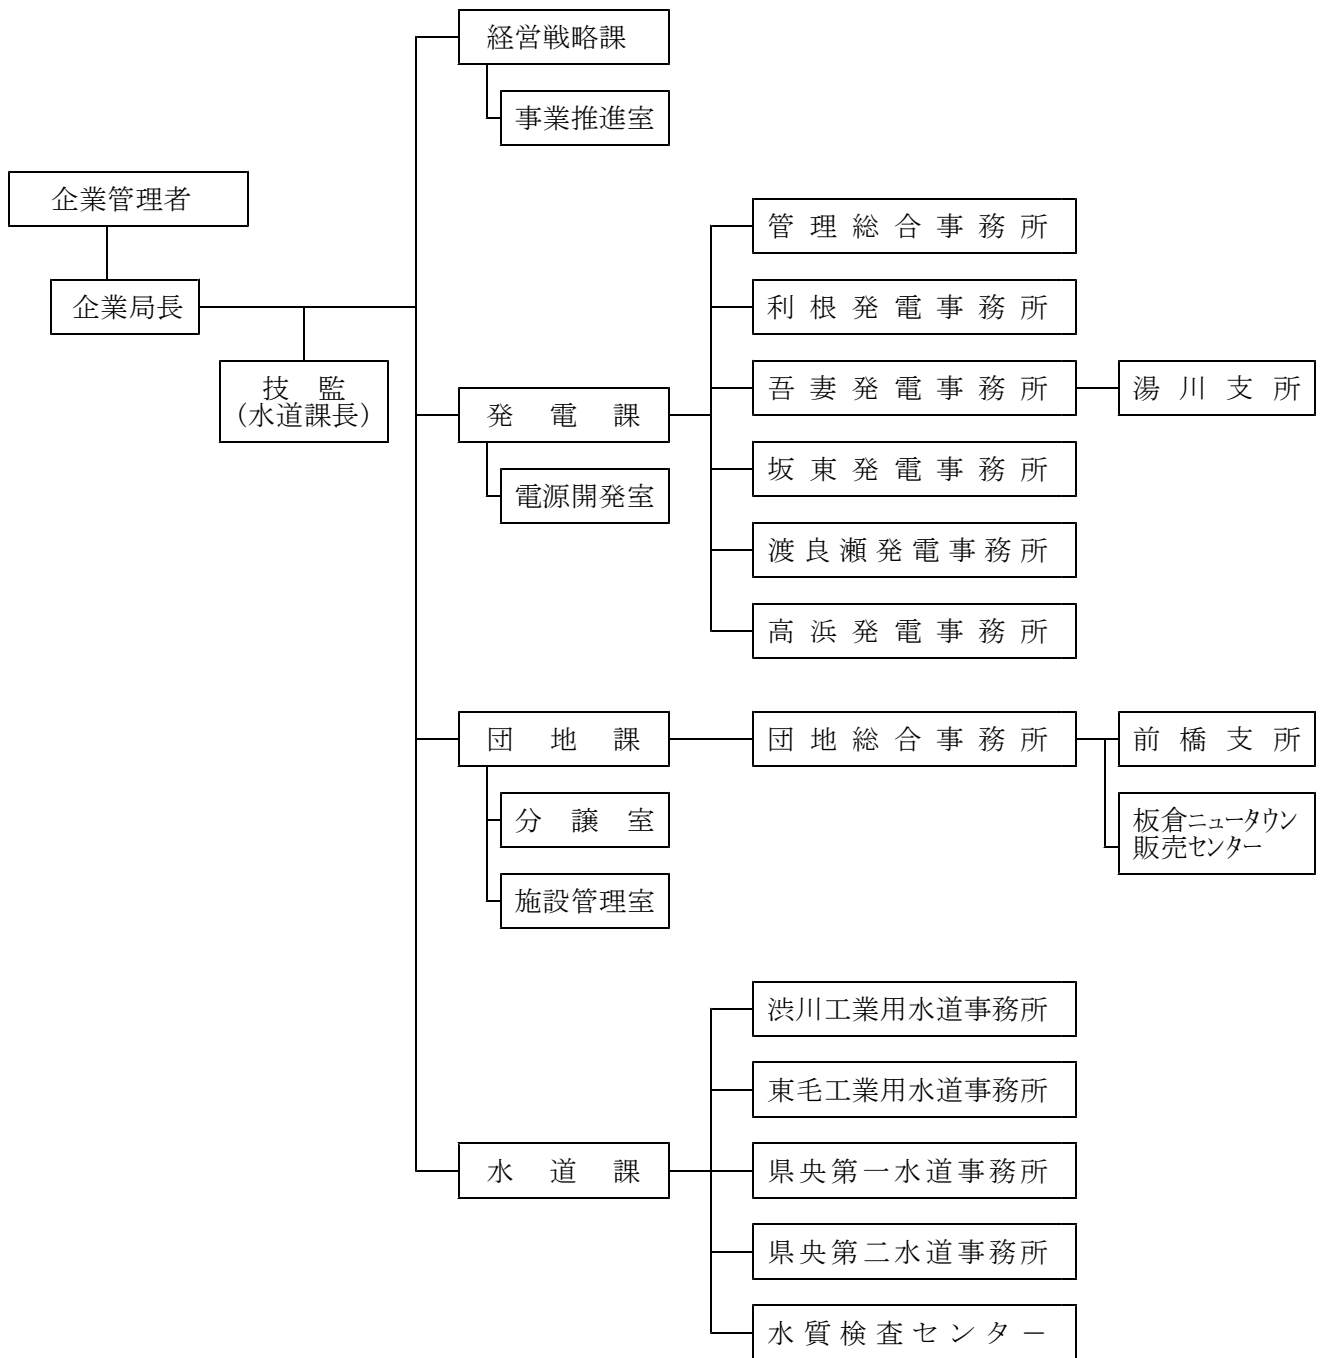 経営戦略課
事業推進室
企業管理者
企業局長
技 監
(水道課長)
発 電 課
電源開発室
管理総合事務所
利根発電事務所
吾妻発電事務所
湯川支所
坂東発電事務所
渡良瀬発電事務所
高浜発電事務所
団 地 課
分 譲 室
施設管理室
団地総合事務所
前橋支所
板倉ニュータウン
販売センター
水 道 課
渋川工業用水道事務所
東毛工業用水道事務所
県央第一水道事務所
県央第二水道事務所
水質検査センター